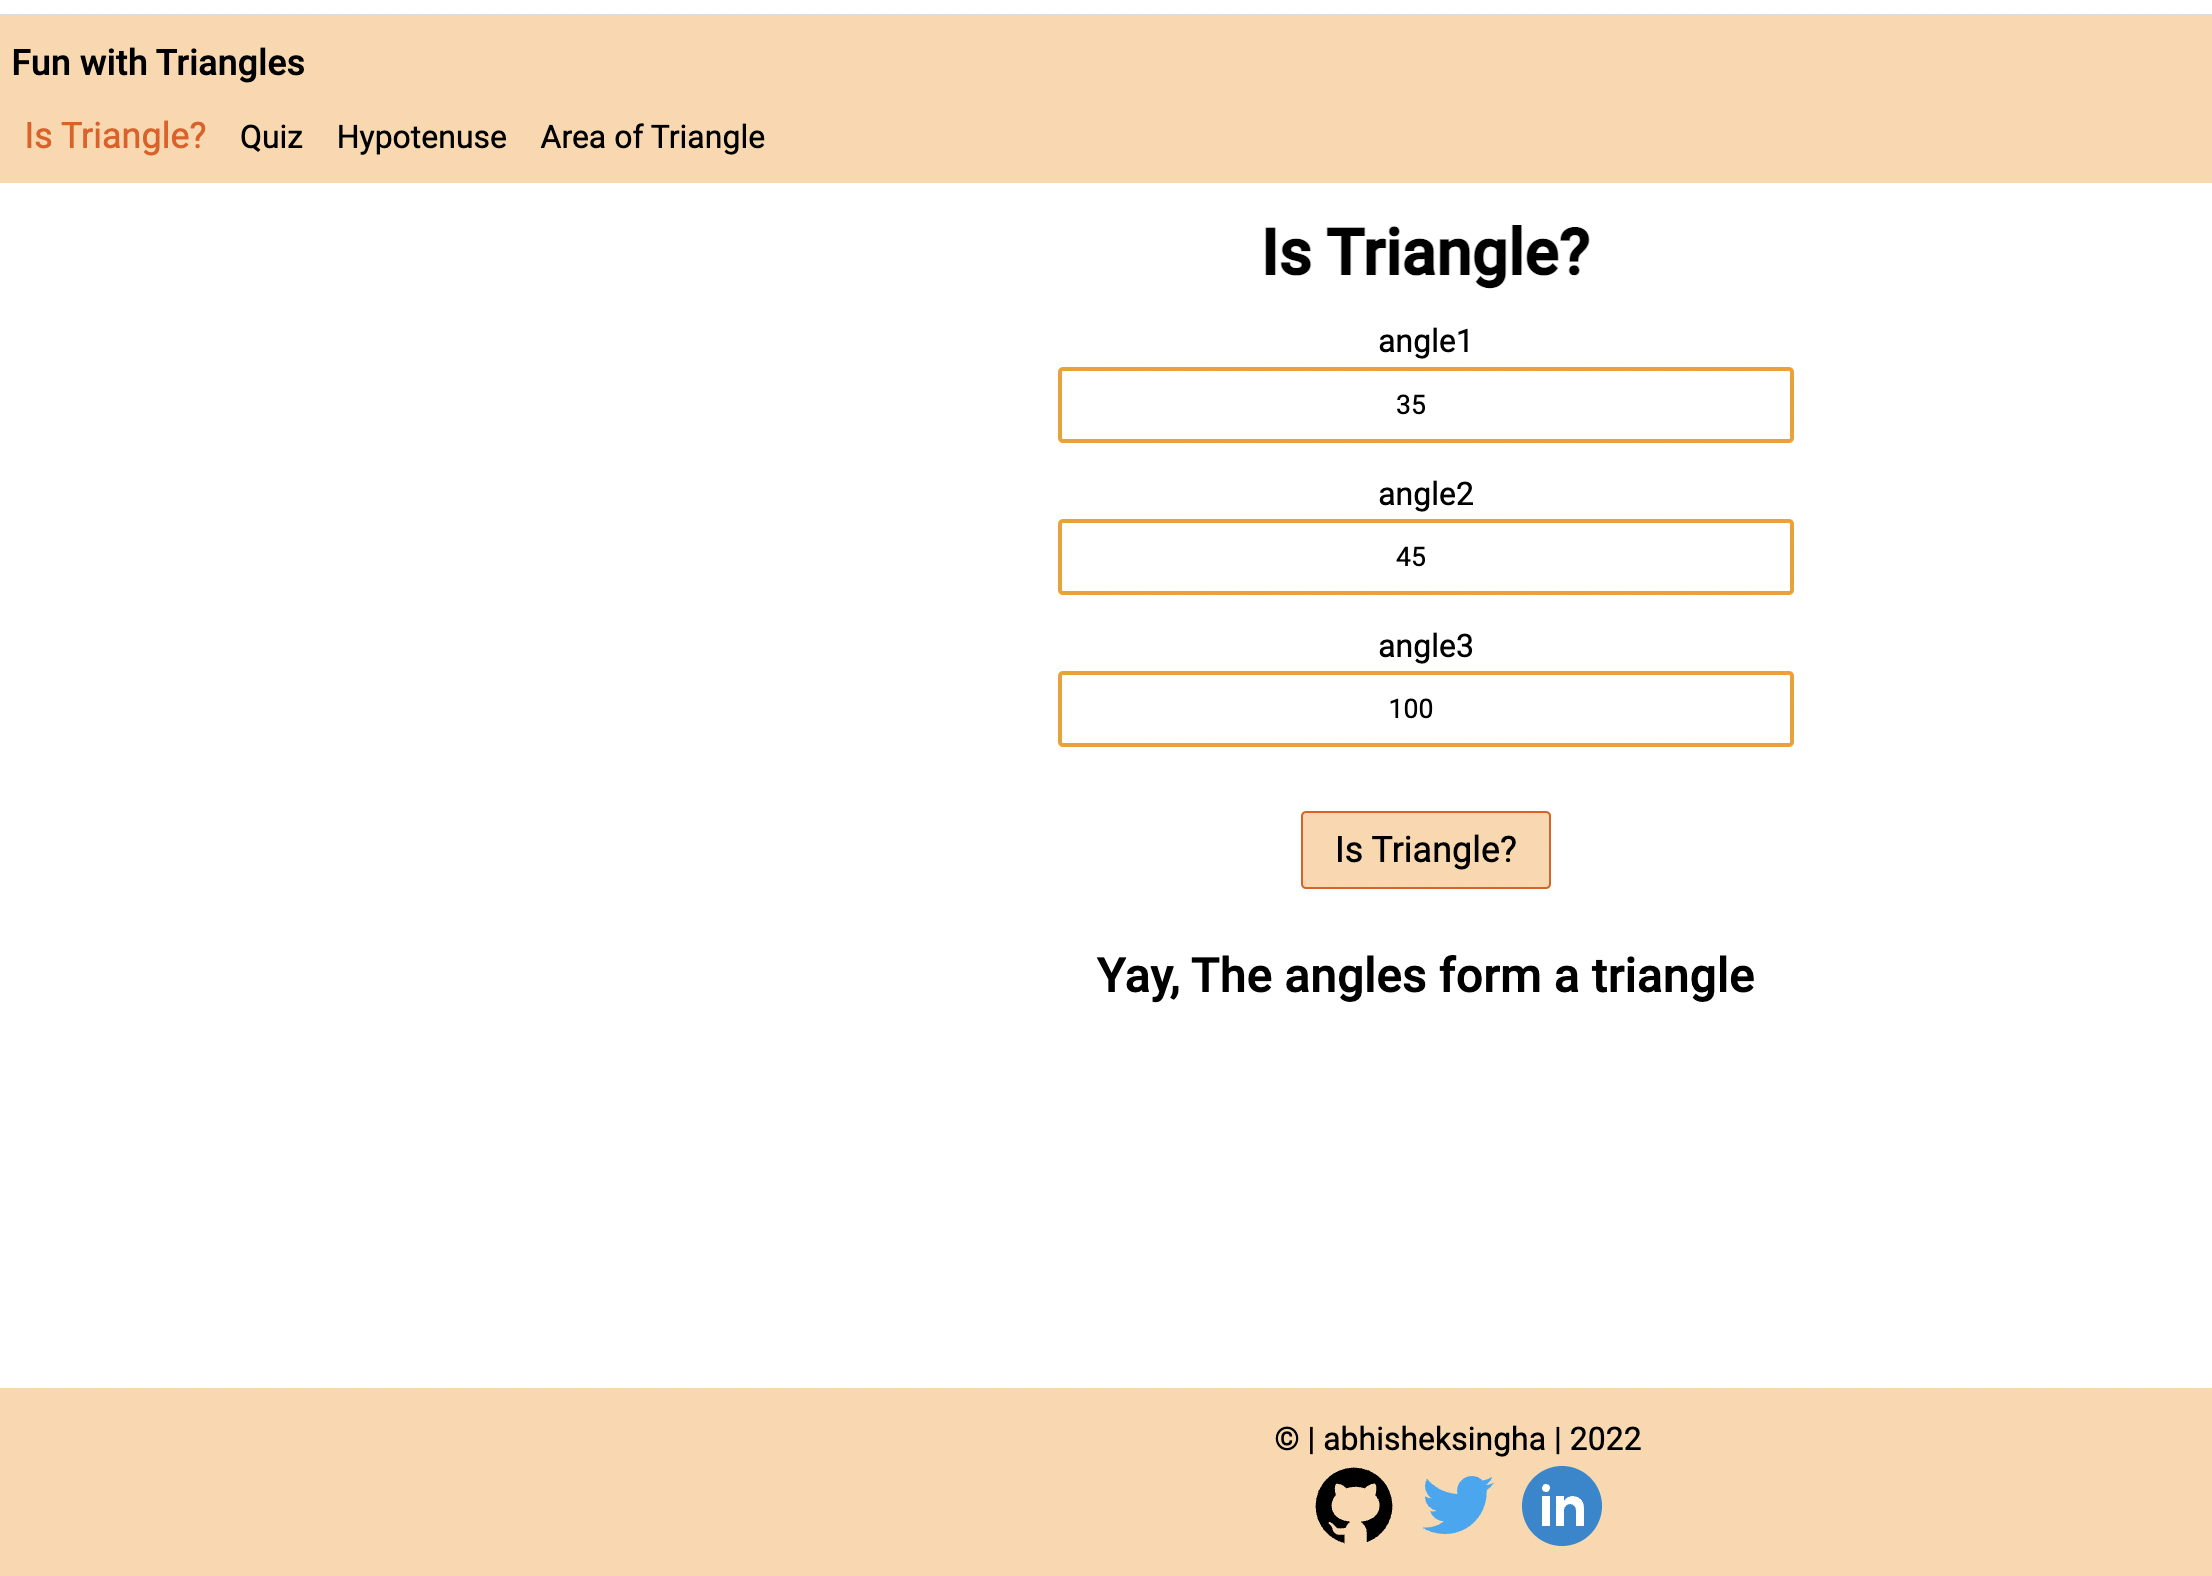 Fun with Triangles
Is Triangle? Quiz Hypotenuse Area of Triangle
Is Triangle?
angle1
35
angle2
45
angle3
100
Is Triangle?
Yay, The angles form a triangle
© | abhisheksingha | 2022
in